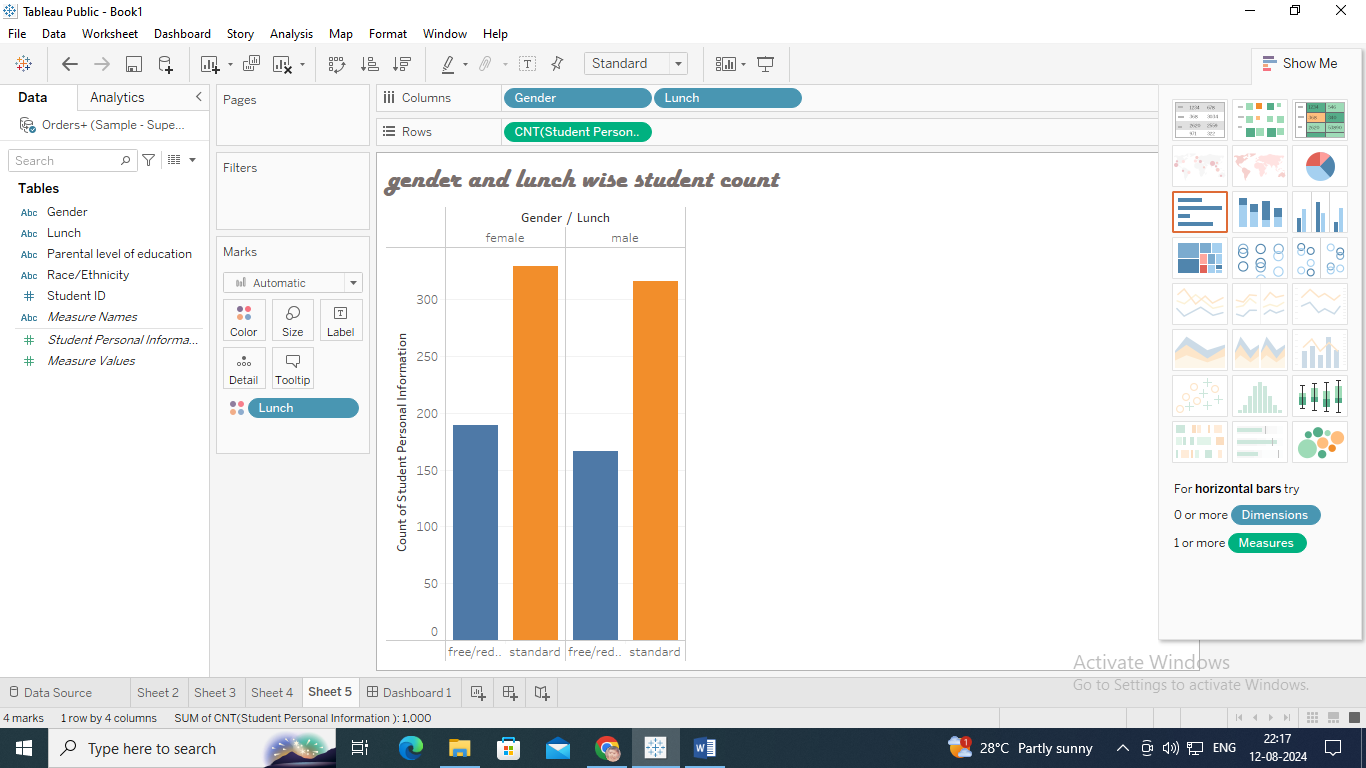 Tableau Public - Book1
File Data Worksheet Dashboard Story Analysis Map Format Window Help
Standard
Show Me
Data Analytics
Orders+ (Sample - Supe...
Search
Tables
Abc Gender
Abc Lunch
Abc Parental level of education
Abc Race/Ethnicity
# Student ID
Abc Measure Names
# Student Personal Informa...
# Measure Values
Pages
Filters
Marks
Automatic
Color Size Label
Detail Tooltip
Lunch
Columns Gender Lunch
Rows CNT(Student Person..
gender and lunch wise student count
Gender / Lunch
female male
Count of Student Personal Information
300
250
200
150
100
50
0
free/red.. standard free/red.. standard
For horizontal bars try
0 or more Dimensions
1 or more Measures
Activate Windows
Go to Settings to activate Windows.
Data Source Sheet 2 Sheet 3 Sheet 4 Sheet 5 Dashboard 1
4 marks 1 row by 4 columns SUM of CNT(Student Personal Information ): 1,000
Type here to search
1 28°C Partly sunny ENG 22:17
12-08-2024